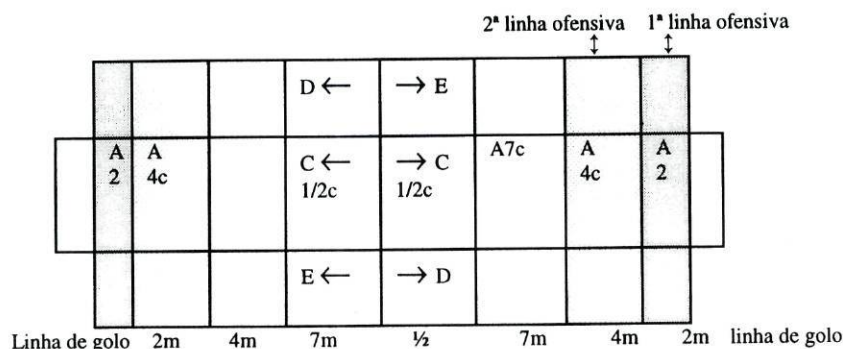 2ª linha ofensiva 1ª linha ofensiva
D ← → E
A 2 A 4c C ← 1/2c → C 1/2c A7c A 4c A 2
E ← → D
Linha de golo 2m 4m 7m ½ 7m 4m 2m linha de golo